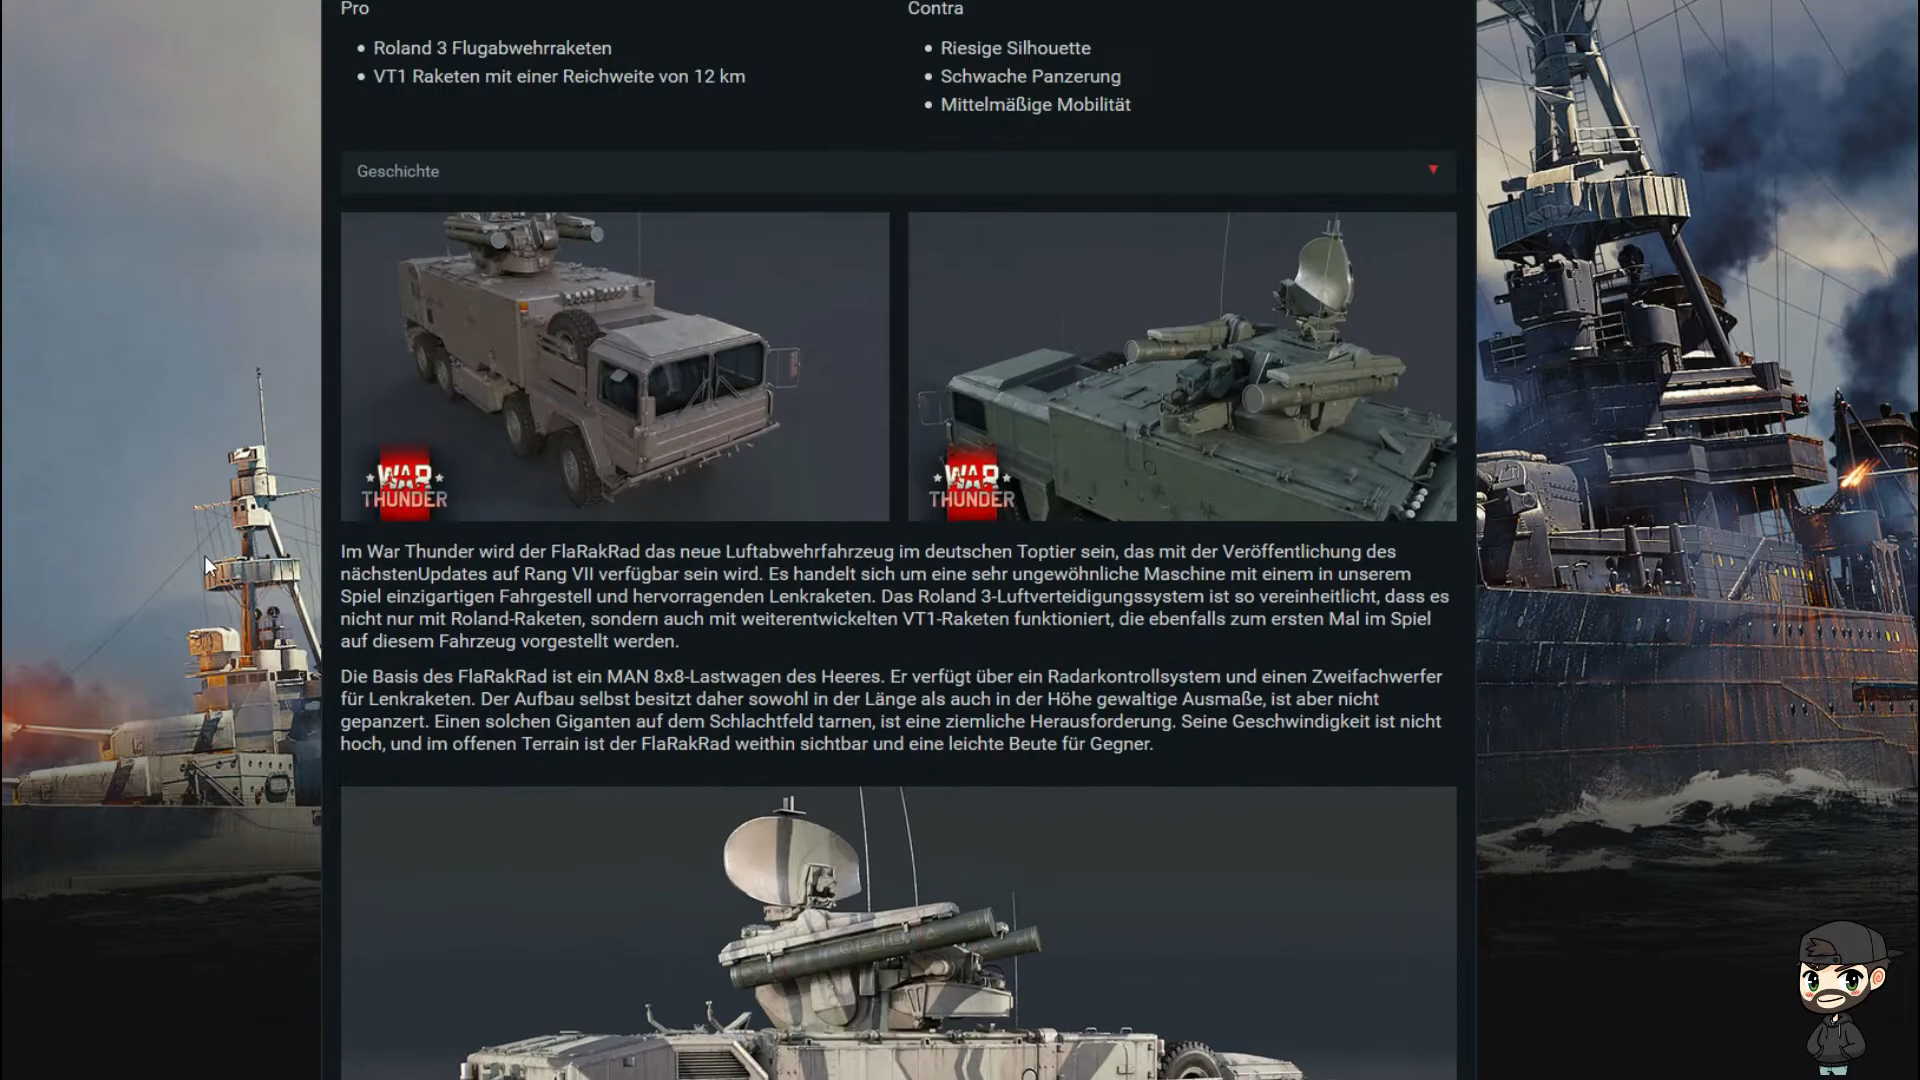 Pro
Contra
Roland 3 Flugabwehrraketen
VT1 Raketen mit einer Reichweite von 12 km
Riesige Silhouette
Schwache Panzerung
Mittelmäßige Mobilität
Geschichte
WAR
THUNDER
WAR
THUNDER
Im War Thunder wird der FlaRakRad das neue Luftabwehrfahrzeug im deutschen Toptier sein, das mit der Veröffentlichung des
nächstenUpdates auf Rang VII verfügbar sein wird. Es handelt sich um eine sehr ungewöhnliche Maschine mit einem in unserem
Spiel einzigartigen Fahrgestell und hervorragenden Lenkraketen. Das Roland 3-Luftverteidigungssystem ist so vereinheitlicht, dass es
nicht nur mit Roland-Raketen, sondern auch mit weiterentwickelten VT1-Raketen funktioniert, die ebenfalls zum ersten Mal im Spiel
auf diesem Fahrzeug vorgestellt werden.
Die Basis des FlaRakRad ist ein MAN 8x8-Lastwagen des Heeres. Er verfügt über ein Radarkontrollsystem und einen Zweifachwerfer
für Lenkraketen. Der Aufbau selbst besitzt daher sowohl in der Länge als auch in der Höhe gewaltige Ausmaße, ist aber nicht
gepanzert. Einen solchen Giganten auf dem Schlachtfeld tarnen, ist eine ziemliche Herausforderung. Seine Geschwindigkeit ist nicht
hoch, und im offenen Terrain ist der FlaRakRad weithin sichtbar und eine leichte Beute für Gegner.